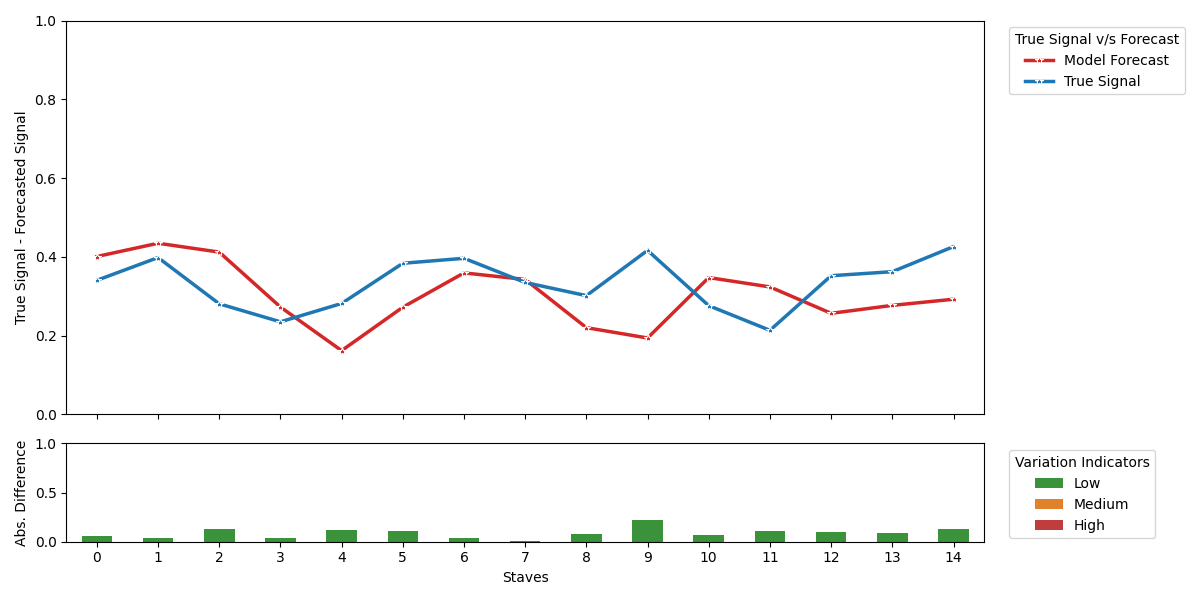 1.0
0.8
0.6
0.4
0.2
0.0
True Signal - Forecasted Signal
True Signal v/s Forecast
Model Forecast
True Signal
1.0
0.5
0.0
Abs. Difference
0 1 2 3 4 5 6 7 8 9 10 11 12 13 14
Staves
Variation Indicators
Low
Medium
High